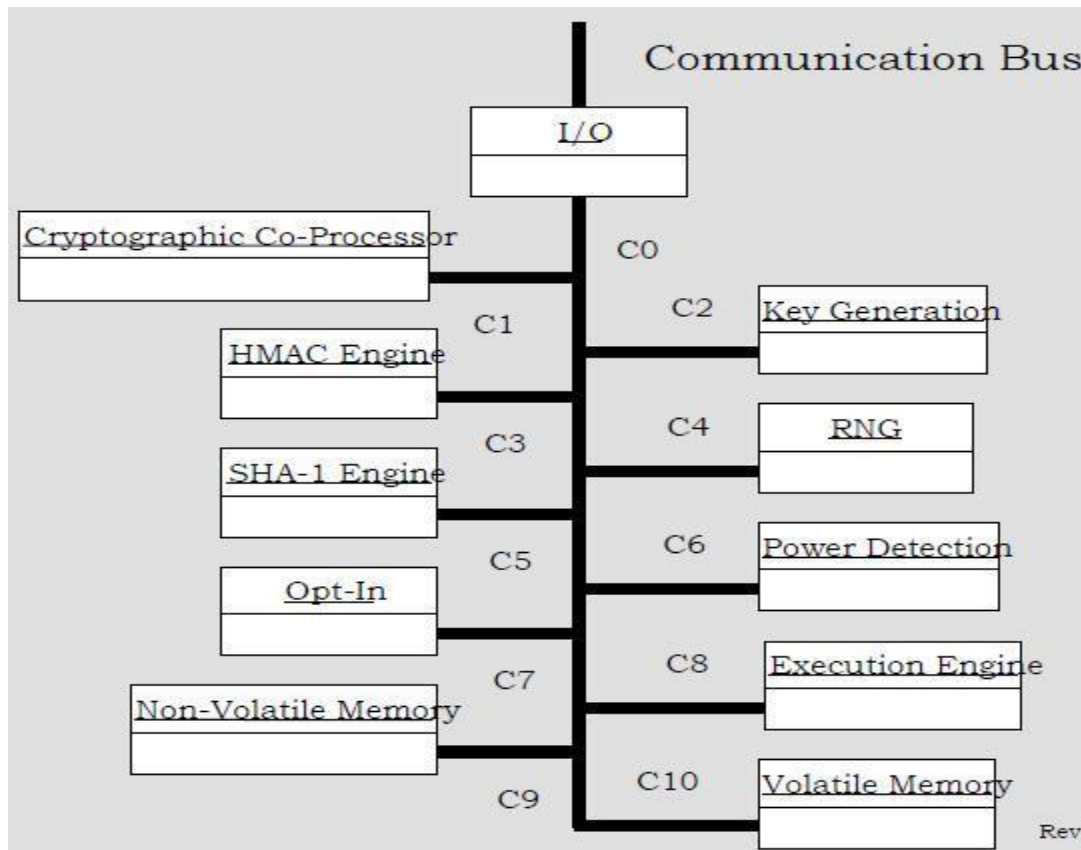 Communication Bus
I/O
Cryptographic Co-Processor
C0
C2
Key Generation
C1
HMAC Engine
C4
RNG
C3
SHA-1 Engine
C6
Power Detection
C5
Opt-In
C8
Execution Engine
C7
Non-Volatile Memory
C10
Volatile Memory
C9
Rev